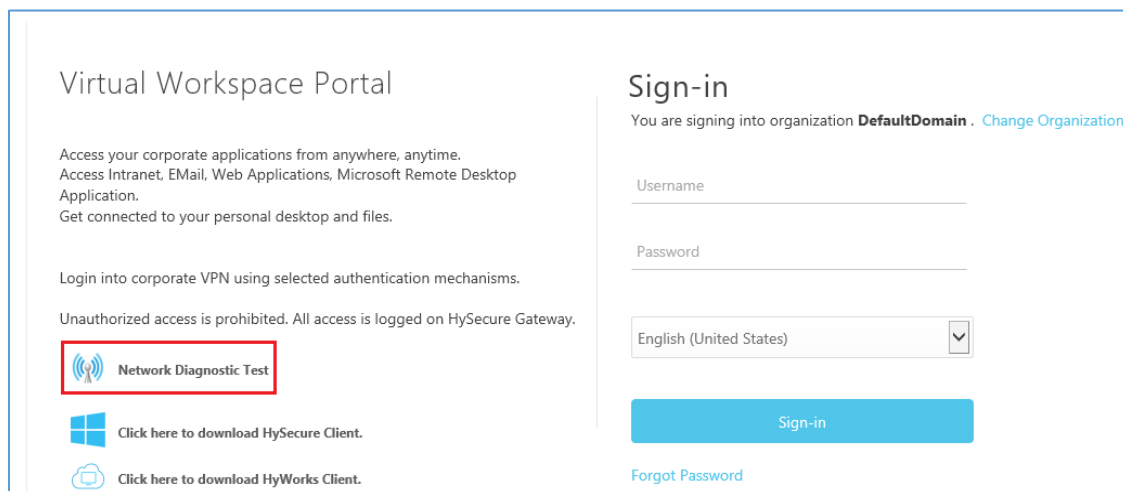 Virtual Workspace Portal
Access your corporate applications from anywhere, anytime.
Access Intranet, EMail, Web Applications, Microsoft Remote Desktop
Application.
Get connected to your personal desktop and files.
Login into corporate VPN using selected authentication mechanisms.
Unauthorized access is prohibited. All access is logged on HySecure Gateway.
Network Diagnostic Test
Click here to download HySecure Client.
Click here to download HyWorks Client.
Sign-in
You are signing into organization DefaultDomain . Change Organization
Username
Password
English (United States)
Sign-in
Forgot Password